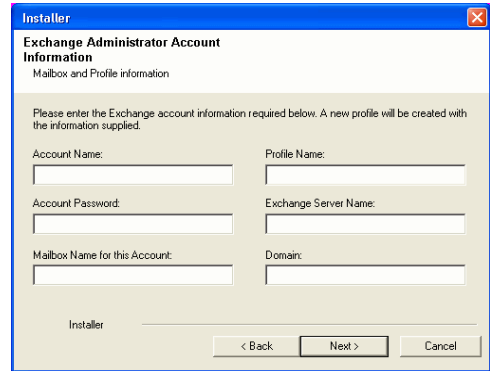 Installer
Exchange Administrator Account
Information
Mailbox and Profile information
Please enter the Exchange account information required below. A new profile will be created with
the information supplied.
Account Name:
Profile Name:
Account Password:
Exchange Server Name:
Mailbox Name for this Account:
Domain:
Installer
< Back
Next >
Cancel